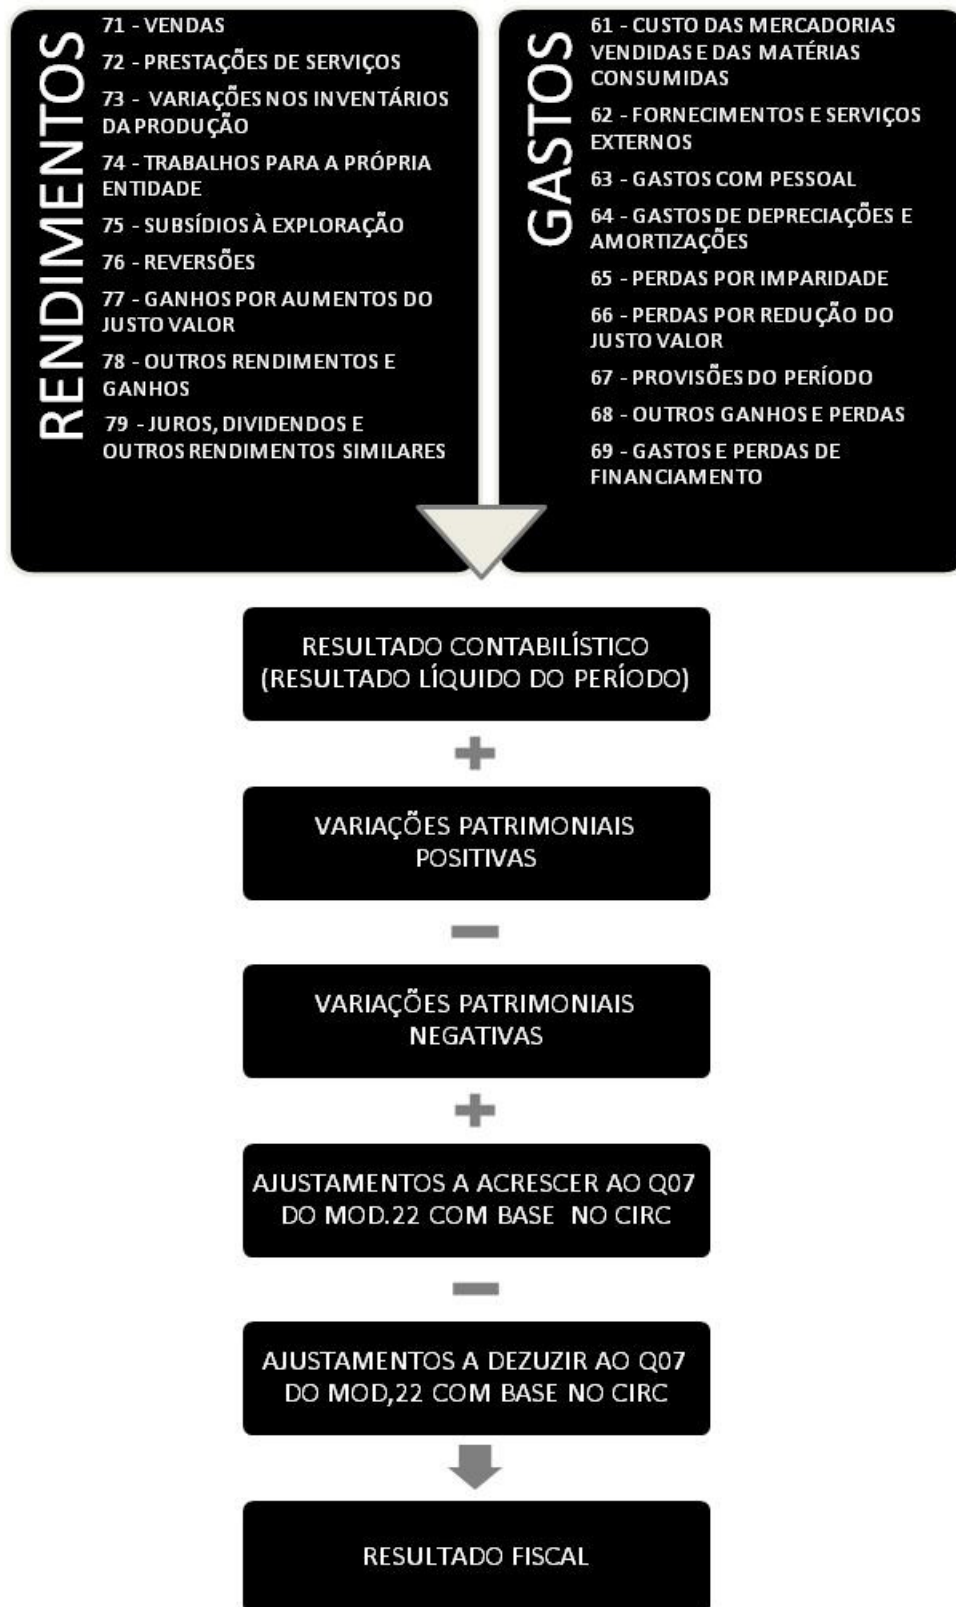 RENDIMENTOS
71 - VENDAS
72 - PRESTAÇÕES DE SERVIÇOS
73 - VARIAÇÕES NOS INVENTÁRIOS
DA PRODUÇÃO
74 - TRABALHOS PARA A PRÓPRIA
ENTIDADE
75 - SUBSÍDIOS À EXPLORAÇÃO
76 - REVERSÕES
77 - GANHOS POR AUMENTOS DO
JUSTO VALOR
78 - OUTROS RENDIMENTOS E
GANHOS
79 - JUROS, DIVIDENDOS E
OUTROS RENDIMENTOS SIMILARES
GASTOS
61 - CUSTO DAS MERCADORIAS
VENDIDAS E DAS MATÉRIAS
CONSUMIDAS
62 - FORNECIMENTOS E SERVIÇOS
EXTERNOS
63 - GASTOS COM PESSOAL
64 - GASTOS DE DEPRECIAÇÕES E
AMORTIZAÇÕES
65 - PERDAS POR IMPARIDADE
66 - PERDAS POR REDUÇÃO DO
JUSTO VALOR
67 - PROVISÕES DO PERÍODO
68 - OUTROS GANHOS E PERDAS
69 - GASTOS E PERDAS DE
FINANCIAMENTO
RESULTADO CONTABILÍSTICO
(RESULTADO LÍQUIDO DO PERÍODO)
+
VARIAÇÕES PATRIMONIAIS
POSITIVAS
−
VARIAÇÕES PATRIMONIAIS
NEGATIVAS
+
AJUSTAMENTOS A ACRESCER AO Q07
DO MOD.22 COM BASE NO CIRC
−
AJUSTAMENTOS A DEZUZIR AO Q07
DO MOD,22 COM BASE NO CIRC
RESULTADO FISCAL